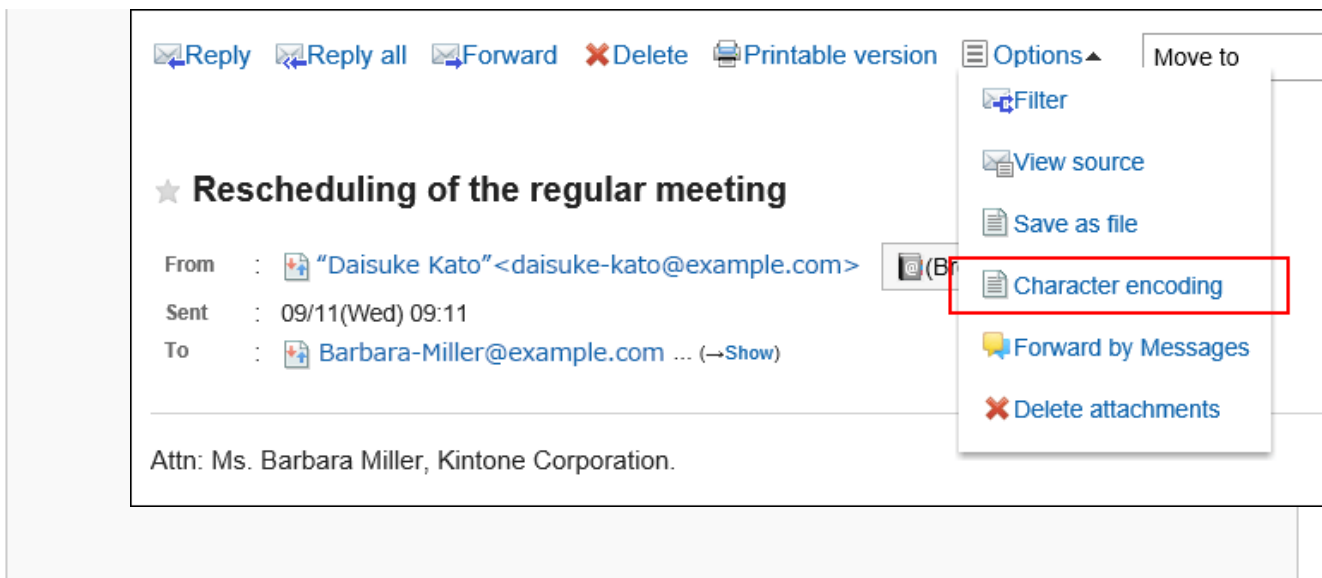 Reply Reply all Forward Delete Printable version Options▲ Move to
Filter
View source
Save as file
Character encoding
Forward by Messages
Delete attachments
Rescheduling of the regular meeting
From : “Daisuke Kato”<daisuke-kato@example.com>
Sent : 09/11(Wed) 09:11
To : Barbara-Miller@example.com ... (→Show)
Attn: Ms. Barbara Miller, Kintone Corporation.